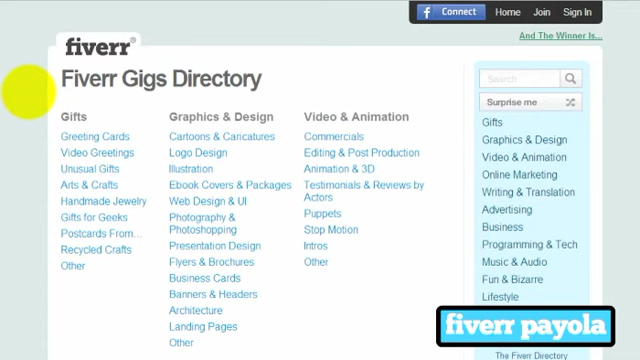 Connect Home Join Sign In
And The Winner Is...
fiverr®
Fiverr Gigs Directory
Gifts
Greeting Cards
Video Greetings
Unusual Gifts
Arts & Crafts
Handmade Jewelry
Gifts for Geeks
Postcards From...
Recycled Crafts
Other
Graphics & Design
Cartoons & Caricatures
Logo Design
Illustration
Ebook Covers & Packages
Web Design & UI
Photography &
Photoshopping
Presentation Design
Flyers & Brochures
Business Cards
Banners & Headers
Architecture
Landing Pages
Other
Video & Animation
Commercials
Editing & Post Production
Animation & 3D
Testimonials & Reviews by
Actors
Puppets
Stop Motion
Intros
Other
Search
Surprise me
Gifts
Graphics & Design
Video & Animation
Online Marketing
Writing & Translation
Advertising
Business
Programming & Tech
Music & Audio
Fun & Bizarre
Lifestyle
fiverr payola
The Fiverr Directory